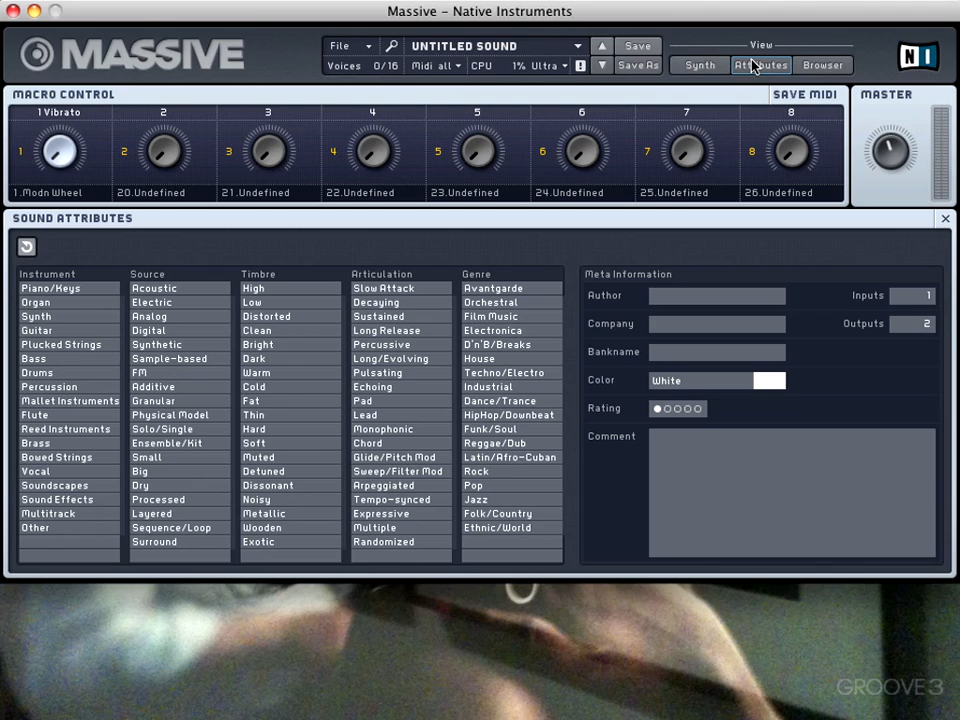 Massive - Native Instruments
MASSIVE
File
UNTITLED SOUND
Save
View
Voices 0/16 Midi all CPU 1% Ultra
Save As
Synth Attributes Browser
NI
MACRO CONTROL
SAVE MIDI
MASTER
1 Vibrato 2 3 4 5 6 7 8
1 2 3 4 5 6 7 8
1.Modn Wheel 20.Undefined 21.Undefined 22.Undefined 23.Undefined 24.Undefined 25.Undefined 26.Undefined
SOUND ATTRIBUTES
Instrument
Piano/Keys
Organ
Synth
Guitar
Plucked Strings
Bass
Drums
Percussion
Mallet Instruments
Flute
Reed Instruments
Brass
Bowed Strings
Vocal
Soundscapes
Sound Effects
Multitrack
Other
Source
Acoustic
Electric
Analog
Digital
Synthetic
Sample-based
FM
Additive
Granular
Physical Model
Solo/Single
Ensemble/Kit
Small
Big
Dry
Processed
Layered
Sequence/Loop
Surround
Timbre
High
Low
Distorted
Clean
Bright
Dark
Warm
Cold
Fat
Thin
Hard
Soft
Muted
Detuned
Dissonant
Noisy
Metallic
Wooden
Exotic
Articulation
Slow Attack
Decaying
Sustained
Long Release
Percussive
Long/Evolving
Pulsating
Echoing
Pad
Lead
Monophonic
Chord
Glide/Pitch Mod
Sweep/Filter Mod
Arpeggiated
Tempo-synced
Expressive
Multiple
Randomized
Genre
Avantgarde
Orchestral
Film Music
Electronica
D'n'B/Breaks
House
Techno/Electro
Industrial
Dance/Trance
HipHop/Downbeat
Funk/Soul
Reggae/Dub
Latin/Afro-Cuban
Rock
Pop
Jazz
Folk/Country
Ethnic/World
Meta Information
Author
Inputs 1
Company
Outputs 2
Bankname
Color White
Rating
Comment
GROOVE3